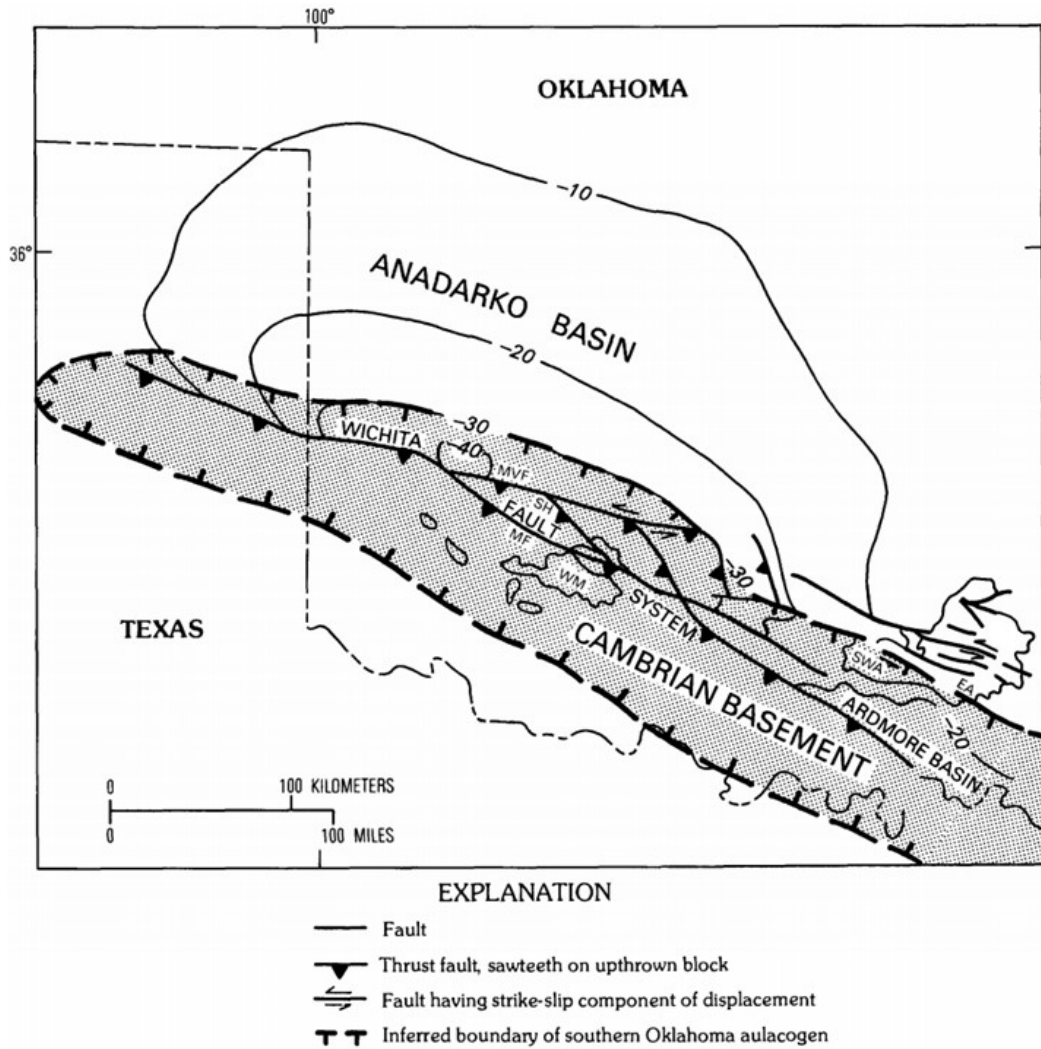 100°
OKLAHOMA
-10
36°
ANADARKO BASIN
-20
-30
WICHITA
-40
MVF
SH
FAULT
MF
WM
-30
SYSTEM
TEXAS
CAMBRIAN BASEMENT
SWA
EA
ARDMORE BASIN
-20
0 100 KILOMETERS
0 100 MILES
EXPLANATION
Fault
Thrust fault, sawteeth on upthrown block
Fault having strike-slip component of displacement
Inferred boundary of southern Oklahoma aulacogen